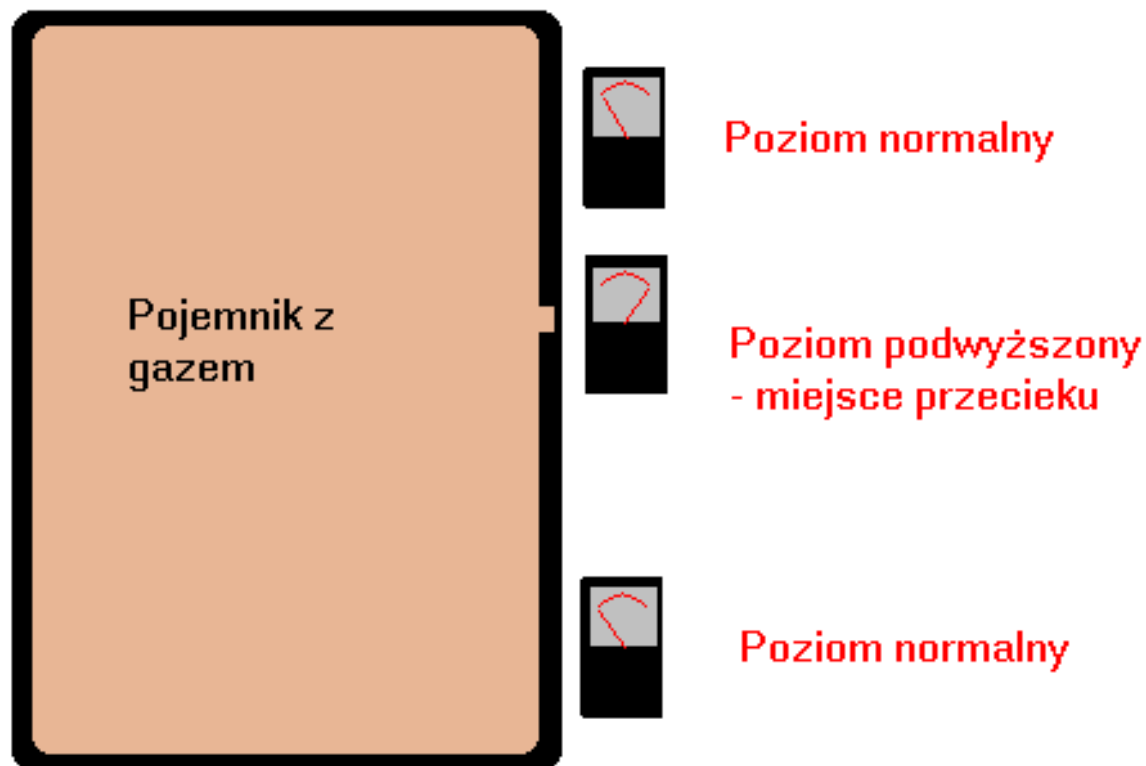 Poziom normalny
Pojemnik z
gazem
Poziom podwyższony
- miejsce przecieku
Poziom normalny